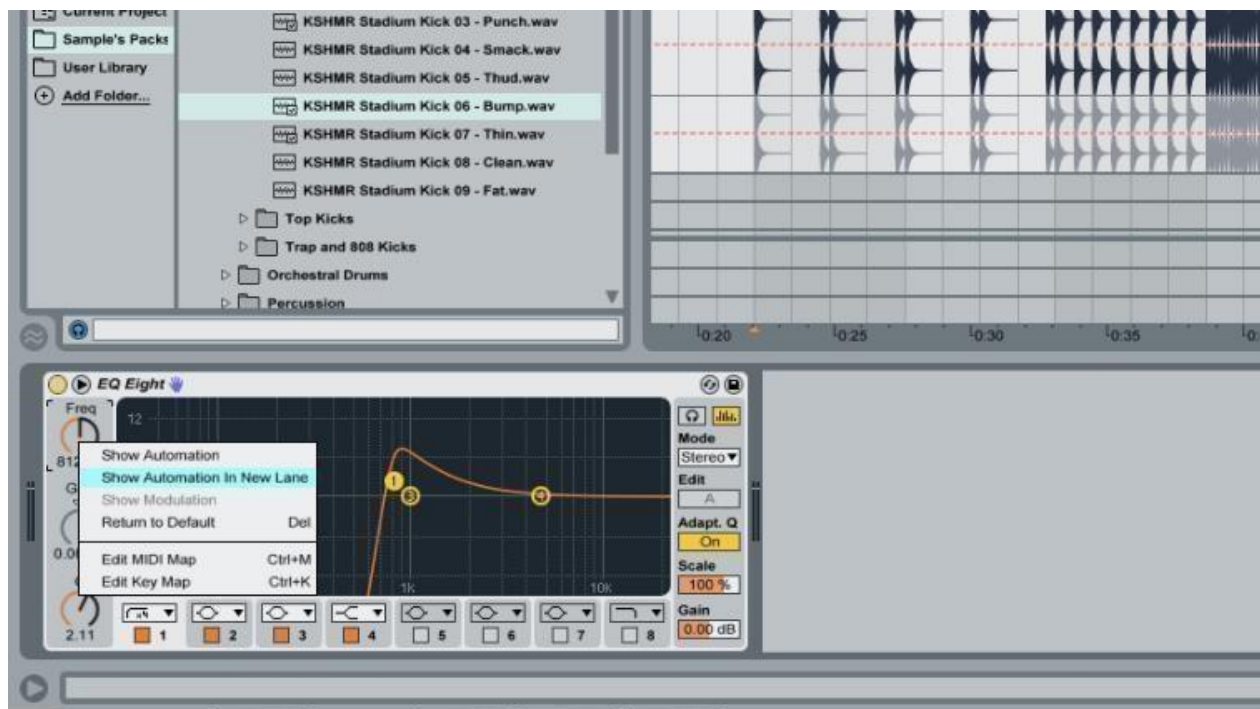 Current Project
Sample's Packs
User Library
Add Folder...
KSHMR Stadium Kick 03 - Punch.wav
KSHMR Stadium Kick 04 - Smack.wav
KSHMR Stadium Kick 05 - Thud.wav
KSHMR Stadium Kick 06 - Bump.wav
KSHMR Stadium Kick 07 - Thin.wav
KSHMR Stadium Kick 08 - Clean.wav
KSHMR Stadium Kick 09 - Fat.wav
Top Kicks
Trap and 808 Kicks
Orchestral Drums
Percussion
0:20 0:25 0:30 0:35
EQ Eight
Freq
12
Show Automation
Show Automation In New Lane
Show Modulation
Return to Default Del
Edit MIDI Map Ctrl+M
Edit Key Map Ctrl+K
2.11
1 3 4
1K 10K
x4
1 2 3 4 5 6 7 8
Mode
Stereo
Edit
A
Adapt. Q
On
Scale
100 %
Gain
0.00 dB